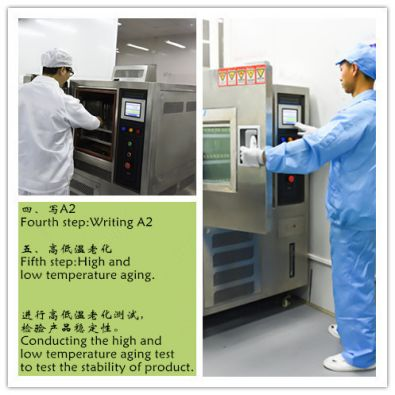 四、写A2
Fourth step:Writing A2
五、高低温老化
Fifth step:High and
low temperature aging.
进行高低温老化测试，
检验产品稳定性。
Conducting the high and
low temperature aging test
to test the stability of product.